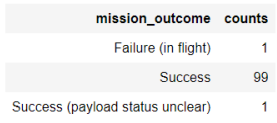 mission_outcome counts
Failure (in flight) 1
Success 99
Success (payload status unclear) 1